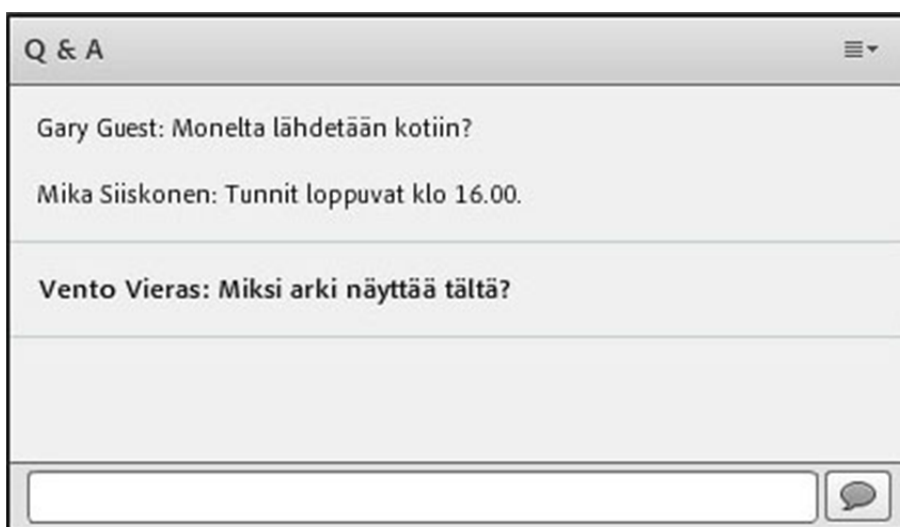 Q & A
Gary Guest: Monelta lähdetään kotiin?
Mika Siiskonen: Tunnit loppuvat klo 16.00.
Vento Vieras: Miksi arki näyttää tältä?